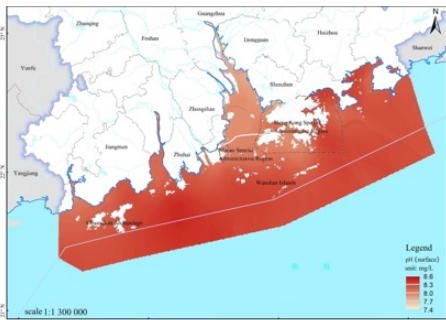 Guangzhou
Zhaoqing
Huizhou
Foshan
Dongguan
Shanwei
Yunfu
Shenzhen
Zhongshan
Hong Kong Special
Administrative Region
Jiangmen
Zhuhai
Macao Special
Administrative Region
Yangjiang
Wanshan Islands
Legend
pH (surface)
unit: mg/L
8.6
8.3
8.0
7.7
7.4
scale 1:1 300 000
N